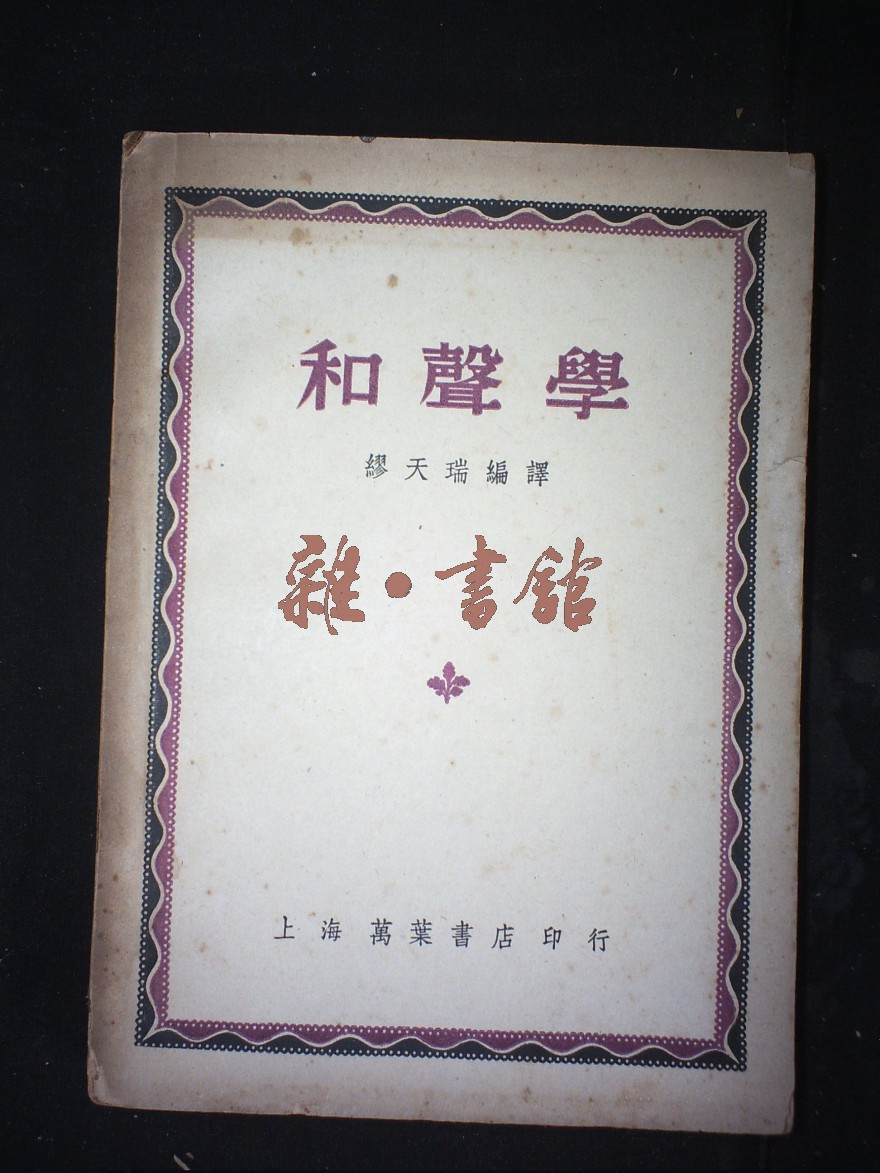 和聲學
繆天瑞編譯
雜·書館
上海萬葉書店印行